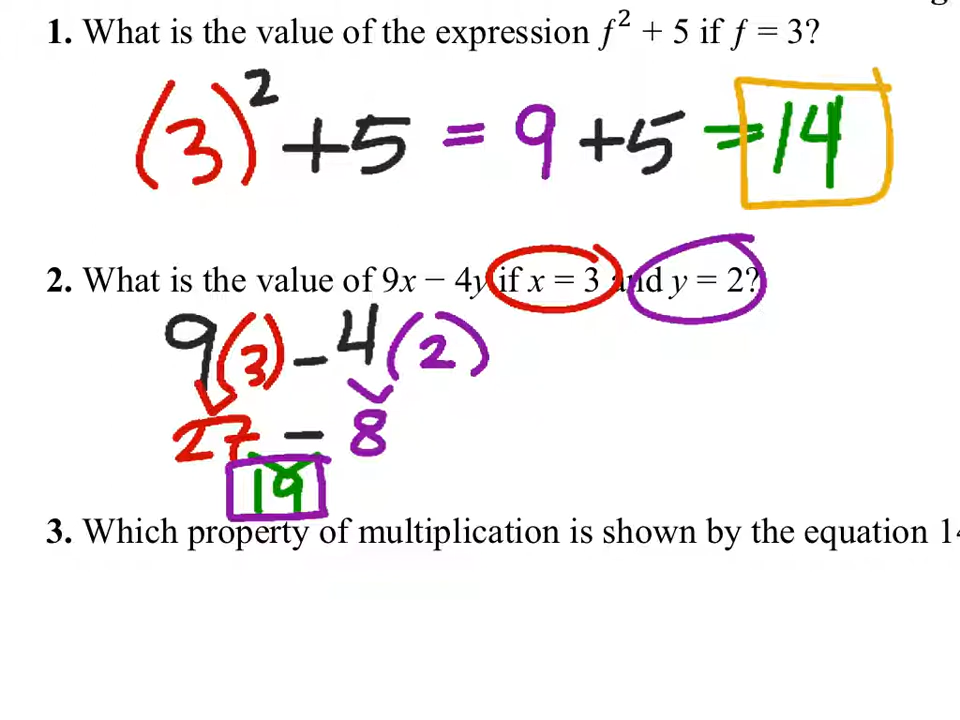 1. What is the value of the expression f² + 5 if f = 3?
(3)² + 5 = 9 + 5 = 14
2. What is the value of 9x − 4y if x = 3 and y = 2?
9(3) − 4(2)
27 − 8
19
3. Which property of multiplication is shown by the equation